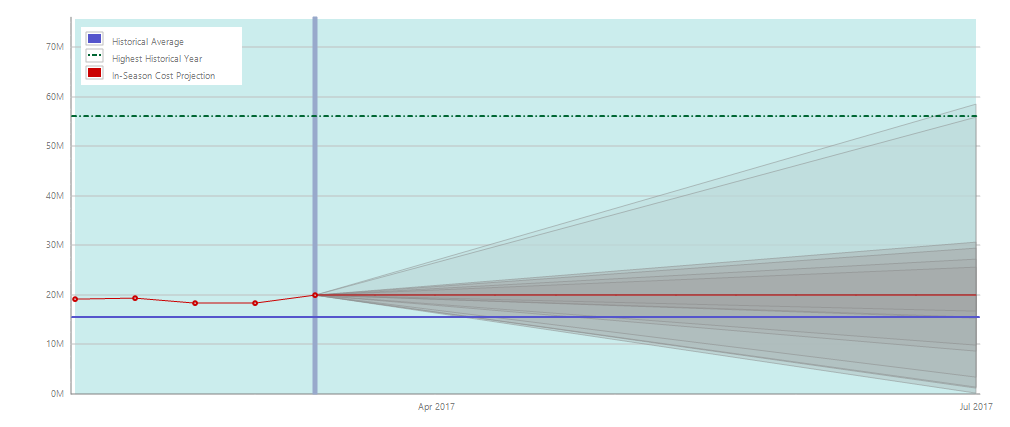 70M
60M
50M
40M
30M
20M
10M
0M
Historical Average
Highest Historical Year
In-Season Cost Projection
Apr 2017
Jul 2017